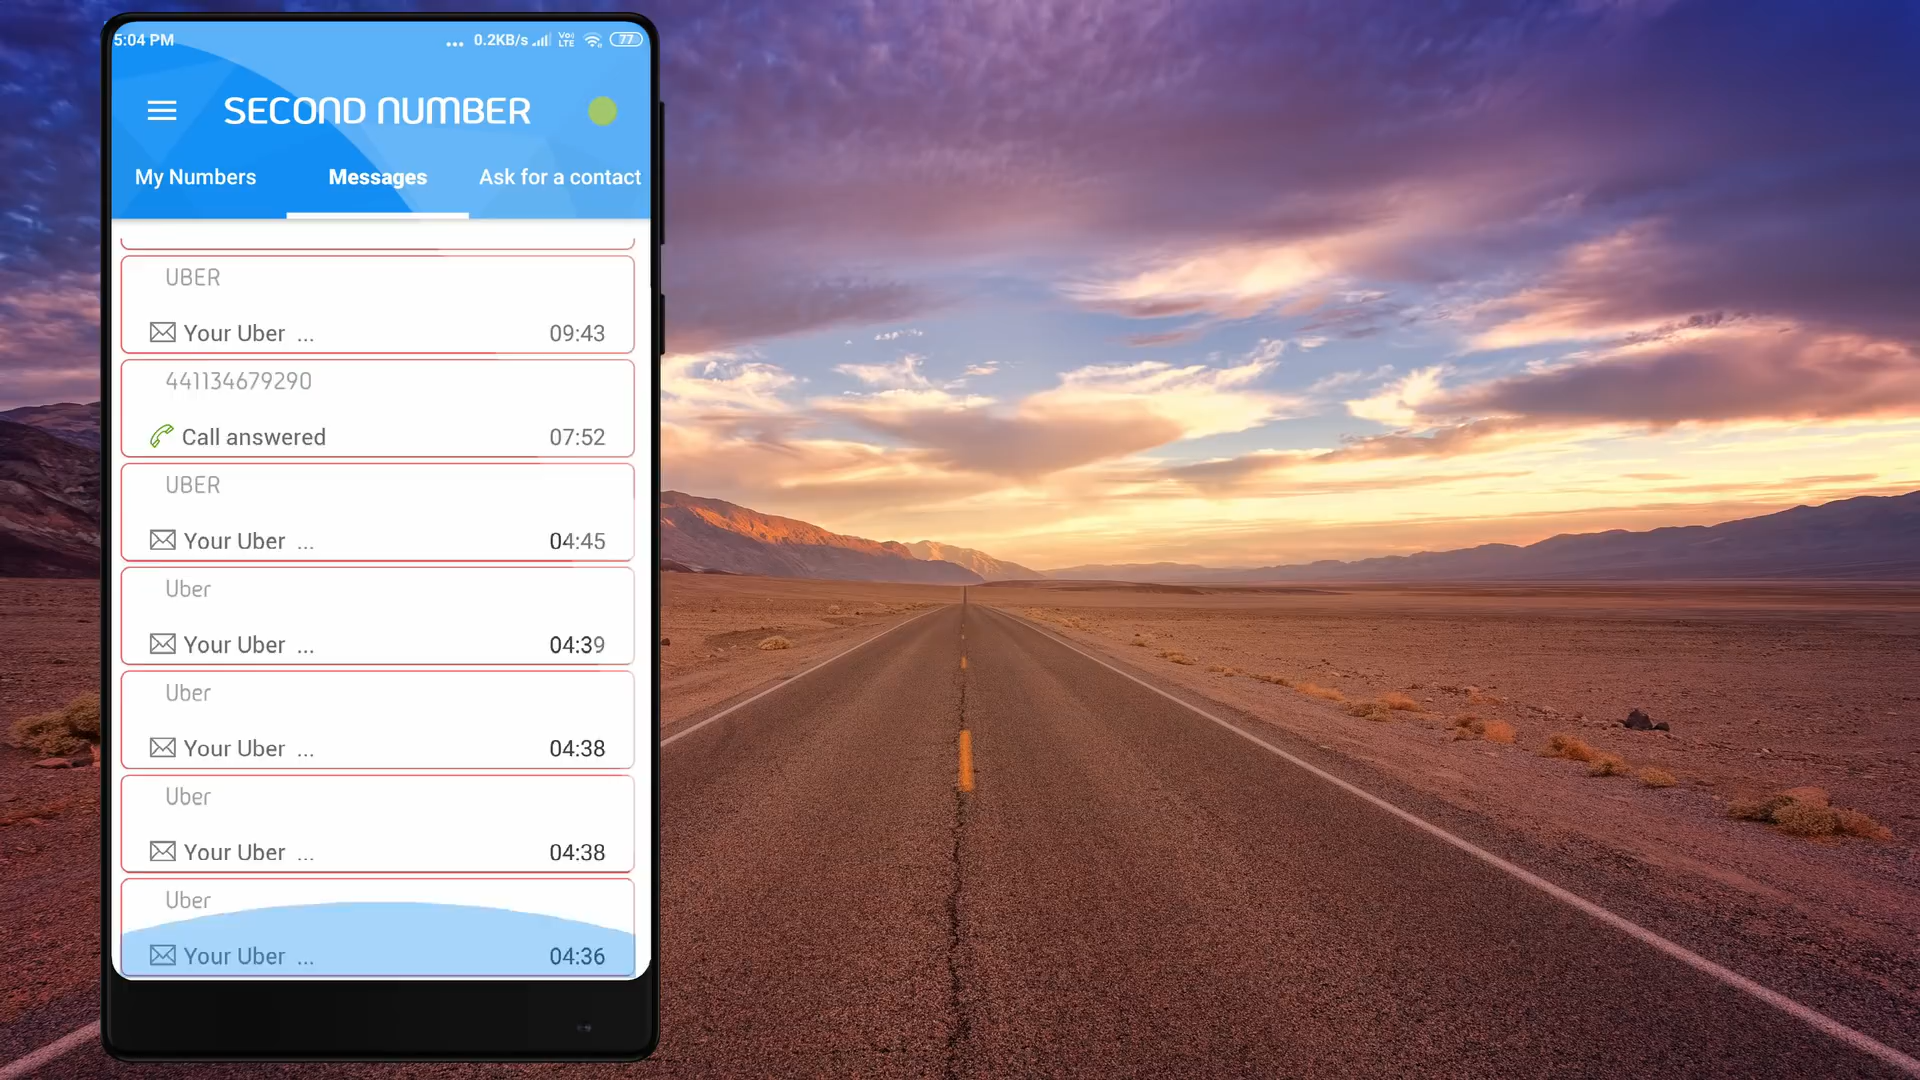 5:04 PM ... 0.2KB/s Vo) LTE 77
SECOND NUMBER
My Numbers Messages Ask for a contact
UBER
Your Uber ... 09:43
441134679290
Call answered 07:52
UBER
Your Uber ... 04:45
Uber
Your Uber ... 04:39
Uber
Your Uber ... 04:38
Uber
Your Uber ... 04:38
Uber
Your Uber ... 04:36